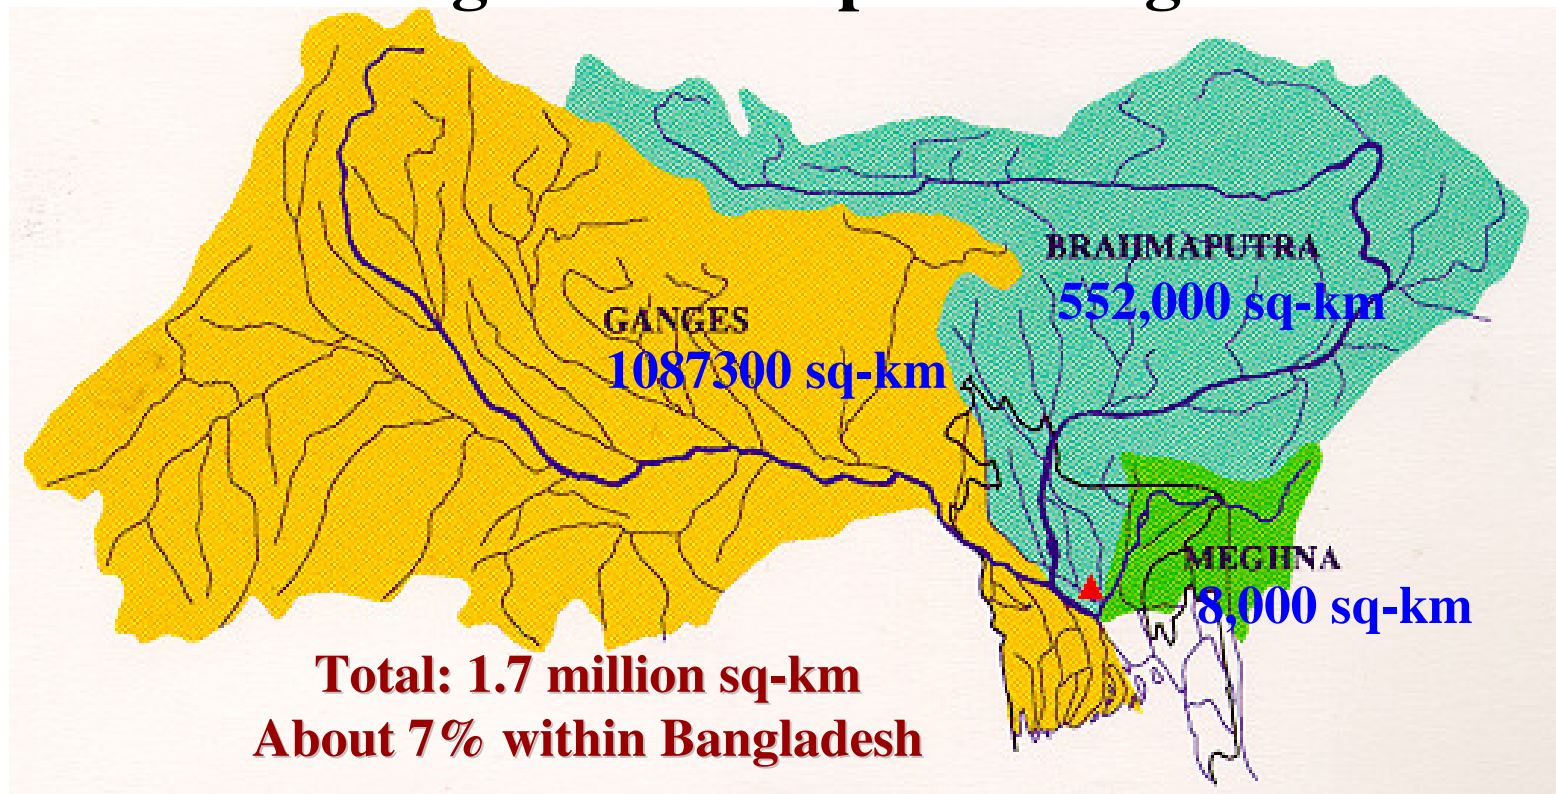 BRAHMAPUTRA
552,000 sq-km
GANGES
1087300 sq-km
MEGHNA
8,000 sq-km
Total: 1.7 million sq-km
About 7% within Bangladesh